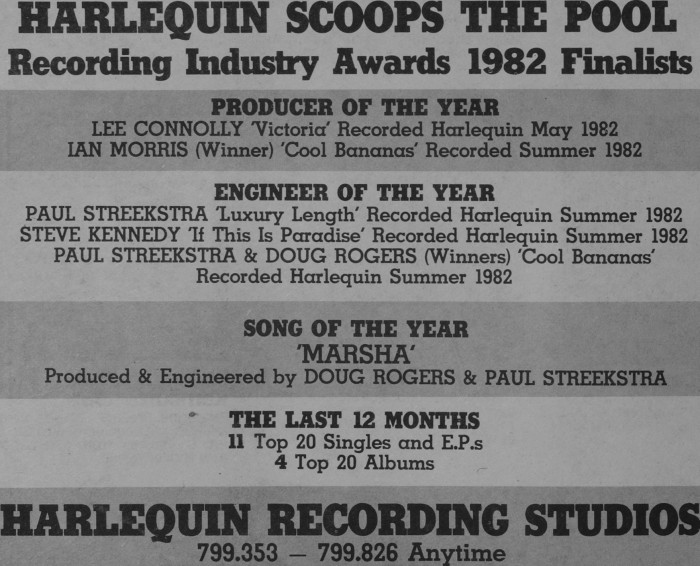 HARLEQUIN SCOOPS THE POOL
Recording Industry Awards 1982 Finalists
PRODUCER OF THE YEAR
LEE CONNOLLY 'Victoria' Recorded Harlequin May 1982
IAN MORRIS (Winner) 'Cool Bananas' Recorded Summer 1982
ENGINEER OF THE YEAR
PAUL STREEKSTRA 'Luxury Length' Recorded Harlequin Summer 1982
STEVE KENNEDY 'If This Is Paradise' Recorded Harlequin Summer 1982
PAUL STREEKSTRA & DOUG ROGERS (Winners) 'Cool Bananas'
Recorded Harlequin Summer 1982
SONG OF THE YEAR
'MARSHA'
Produced & Engineered by DOUG ROGERS & PAUL STREEKSTRA
THE LAST 12 MONTHS
11 Top 20 Singles and E.P.s
4 Top 20 Albums
HARLEQUIN RECORDING STUDIOS
799.353 — 799.826 Anytime